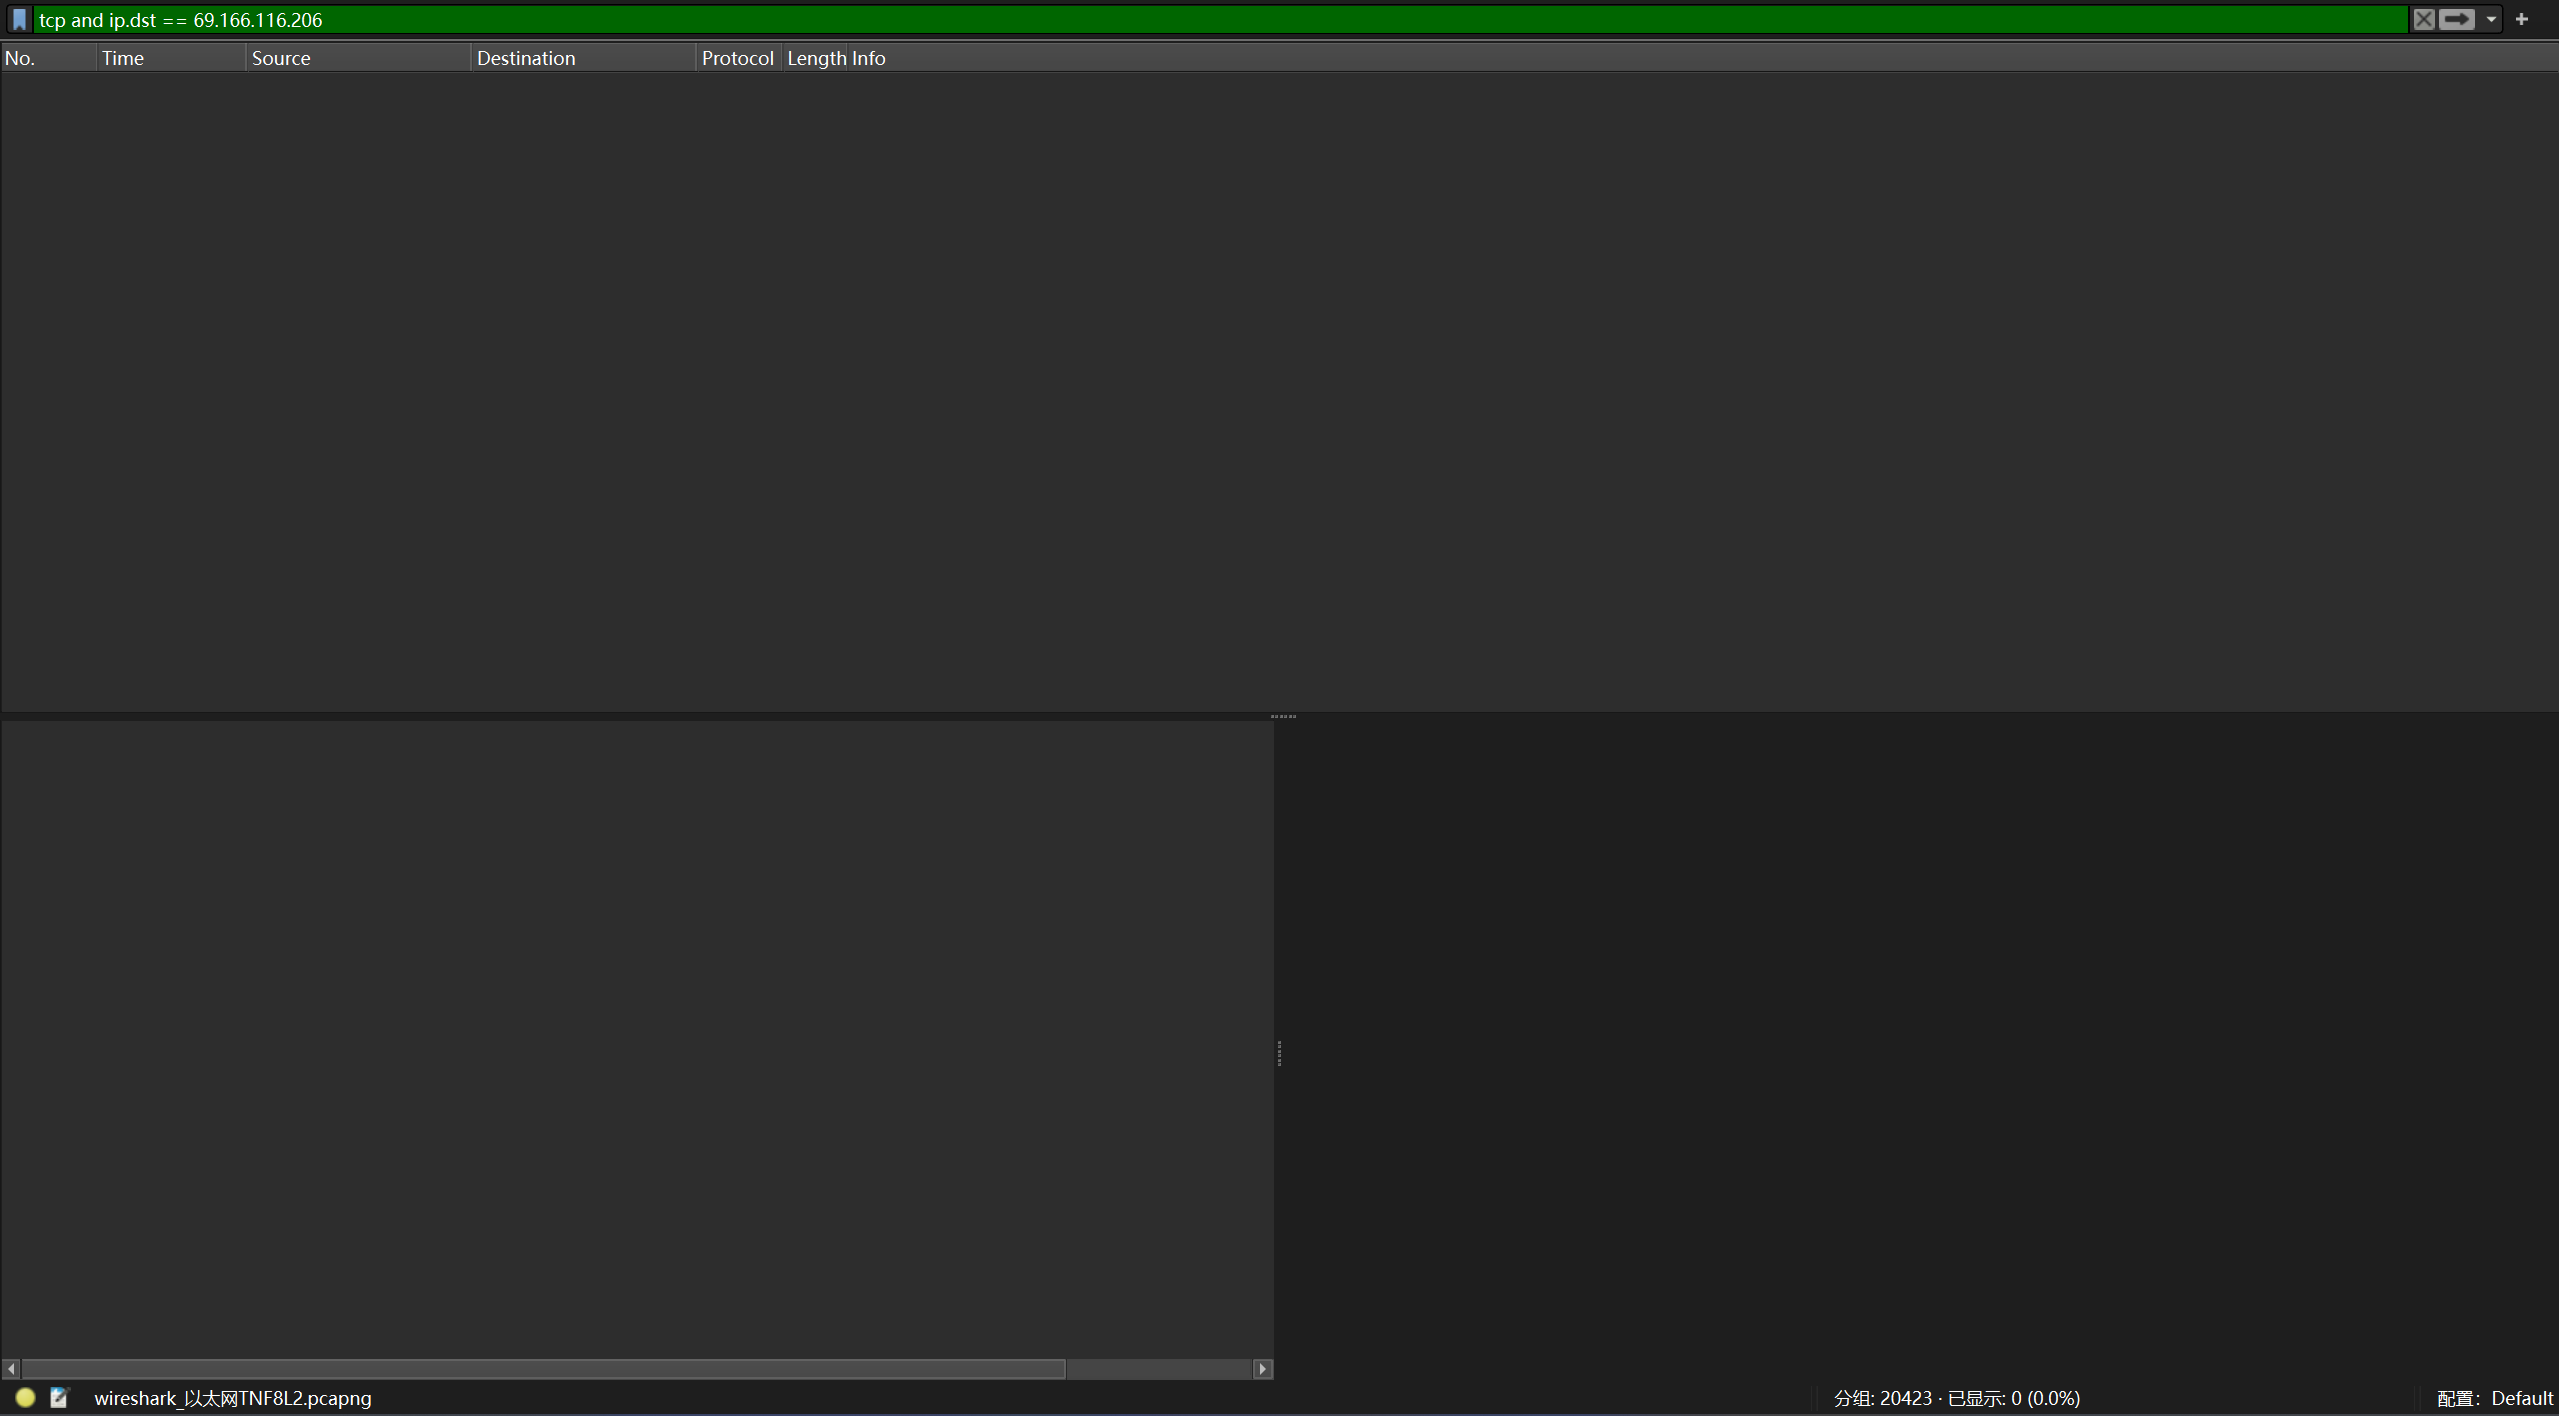 tcp and ip.dst == 69.166.116.206
No. Time Source Destination Protocol Length Info
wireshark_以太网TNF8L2.pcapng 分组: 20423 · 已显示: 0 (0.0%) 配置： Default